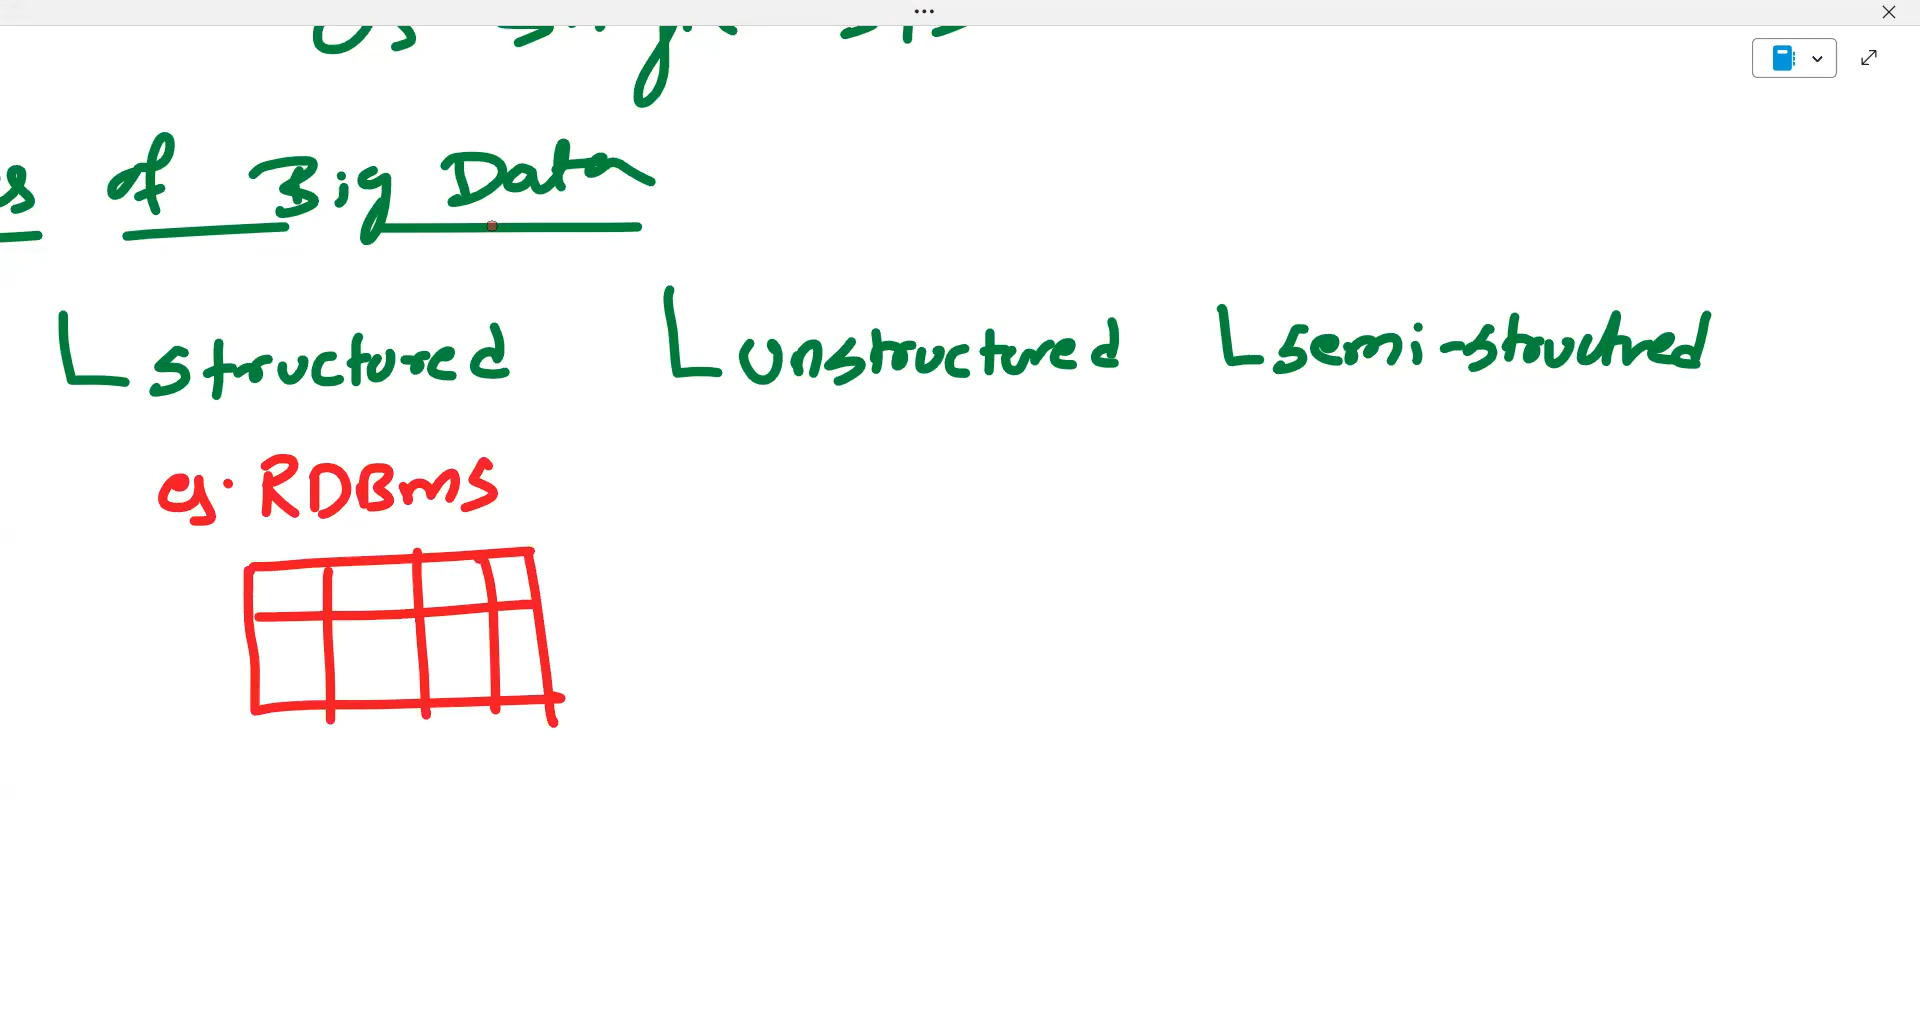 of Big Data
structured unstructured semi-structured
eg. RDBMS